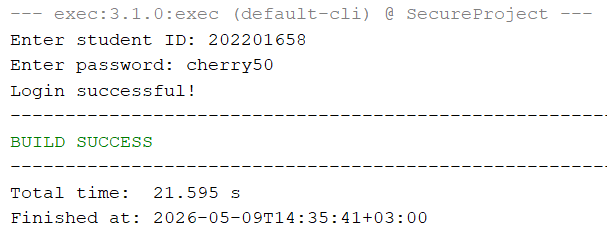 --- exec:3.1.0:exec (default-cli) @ SecureProject ---
Enter student ID: 202201658
Enter password: cherry50
Login successful!
------------------------------------------------------------
BUILD SUCCESS
------------------------------------------------------------
Total time:  21.595 s
Finished at: 2026-05-09T14:35:41+03:00